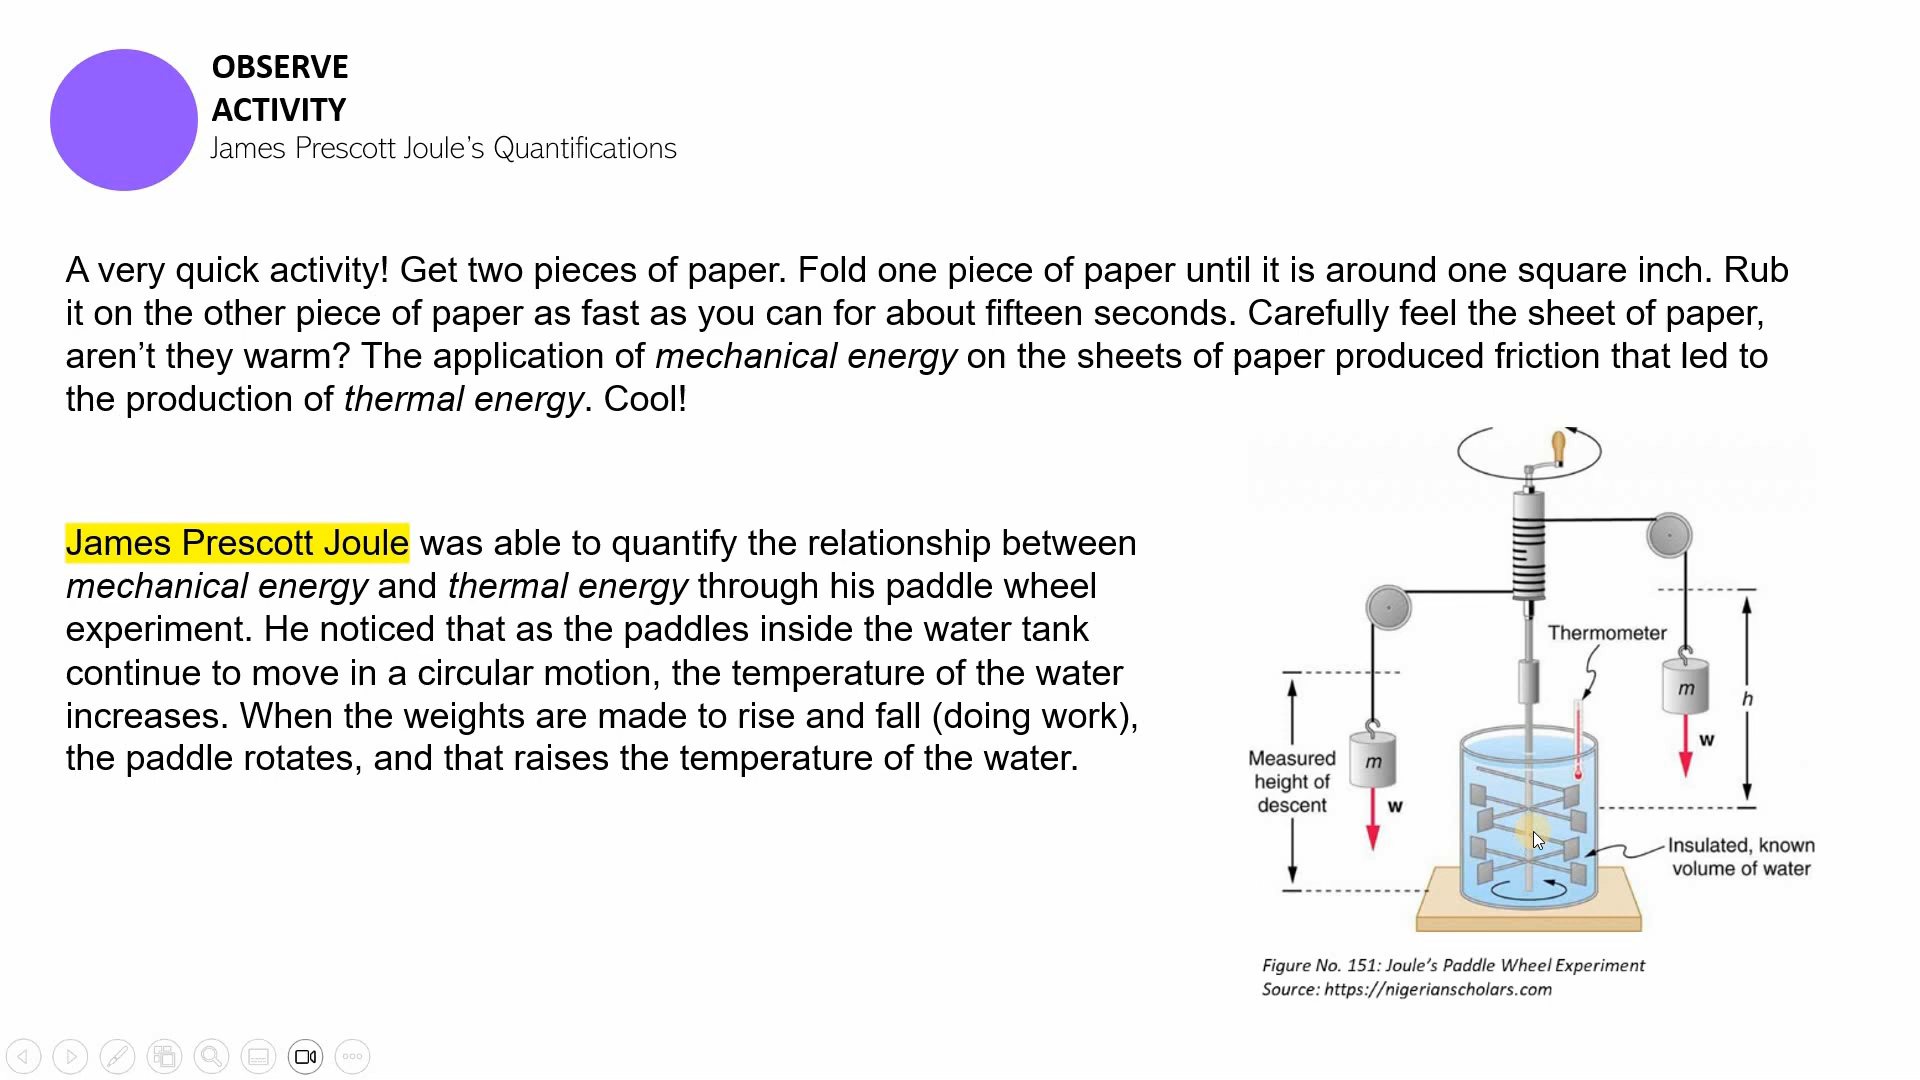 OBSERVE
ACTIVITY
James Prescott Joule's Quantifications
A very quick activity! Get two pieces of paper. Fold one piece of paper until it is around one square inch. Rub
it on the other piece of paper as fast as you can for about fifteen seconds. Carefully feel the sheet of paper,
aren't they warm? The application of mechanical energy on the sheets of paper produced friction that led to
the production of thermal energy. Cool!
James Prescott Joule was able to quantify the relationship between
mechanical energy and thermal energy through his paddle wheel
experiment. He noticed that as the paddles inside the water tank
continue to move in a circular motion, the temperature of the water
increases. When the weights are made to rise and fall (doing work),
the paddle rotates, and that raises the temperature of the water.
Thermometer
m
h
w
Measured
height of
descent
m
w
Insulated, known
volume of water
Figure No. 151: Joule's Paddle Wheel Experiment
Source: https://nigerianscholars.com